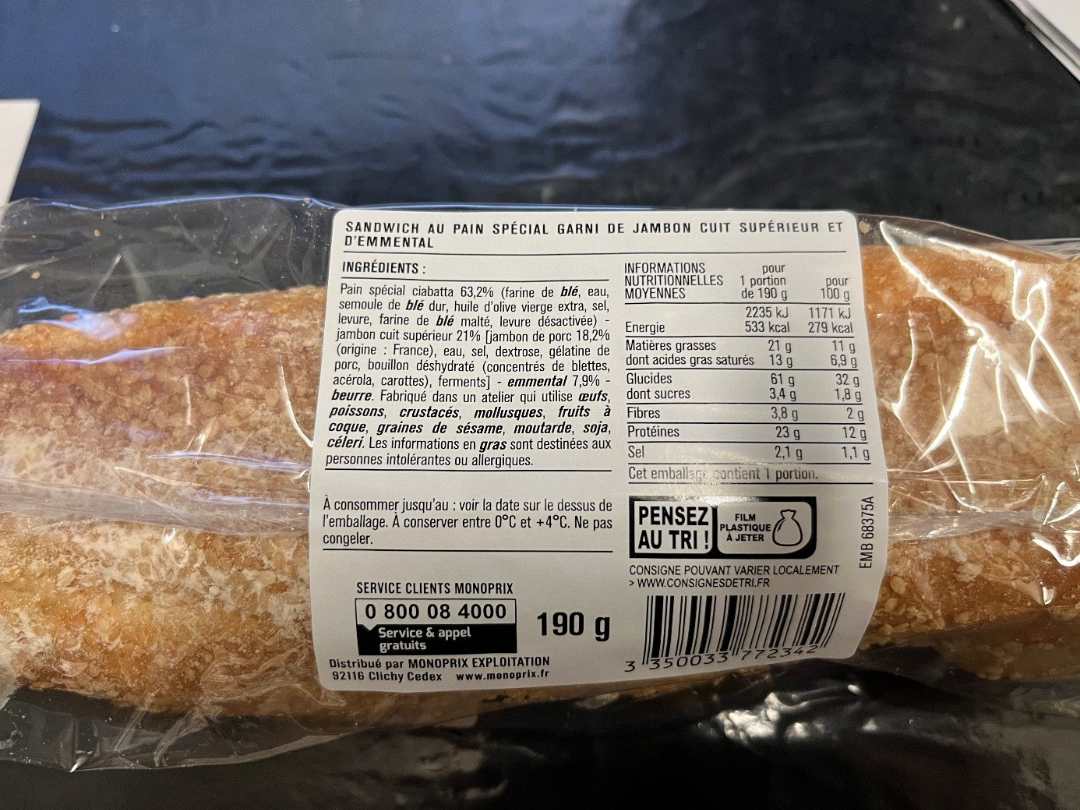 SANDWICH AU PAIN SPÉCIAL GARNI DE JAMBON CUIT SUPÉRIEUR ET
D'EMMENTAL
INGRÉDIENTS :
Pain spécial ciabatta 63,2% (farine de blé, eau,
semoule de blé dur, huile d'olive vierge extra, sel,
levure, farine de blé malté, levure désactivée) -
jambon cuit supérieur 21% [jambon de porc 18,2%
(origine : France), eau, sel, dextrose, gélatine de
porc, bouillon déshydraté (concentrés de blettes,
acérola, carottes), ferments] - emmental 7,9% -
beurre. Fabriqué dans un atelier qui utilise œufs,
poissons, crustacés, mollusques, fruits à
coque, graines de sésame, moutarde, soja,
céleri. Les informations en gras sont destinées aux
personnes intolérantes ou allergiques.
À consommer jusqu'au : voir la date sur le dessus de
l'emballage. À conserver entre 0°C et +4°C. Ne pas
congeler.
SERVICE CLIENTS MONOPRIX
0 800 08 4000
Service & appel
gratuits
190 g
Distribué par MONOPRIX EXPLOITATION
92116 Clichy Cedex www.monoprix.fr
INFORMATIONS pour
NUTRITIONNELLES 1 portion pour
MOYENNES de 190 g 100 g
2235 kJ 1171 kJ
Energie 533 kcal 279 kcal
Matières grasses 21 g 11 g
dont acides gras saturés 13 g 6,9 g
Glucides 61 g 32 g
dont sucres 3,4 g 1,8 g
Fibres 3,8 g 2 g
Protéines 23 g 12 g
Sel 2,1 g 1,1 g
Cet emballage contient 1 portion.
PENSEZ
AU TRI !
FILM
PLASTIQUE
À JETER
CONSIGNE POUVANT VARIER LOCALEMENT
> WWW.CONSIGNESDETRI.FR
EMB 68375A
3 350033 772342